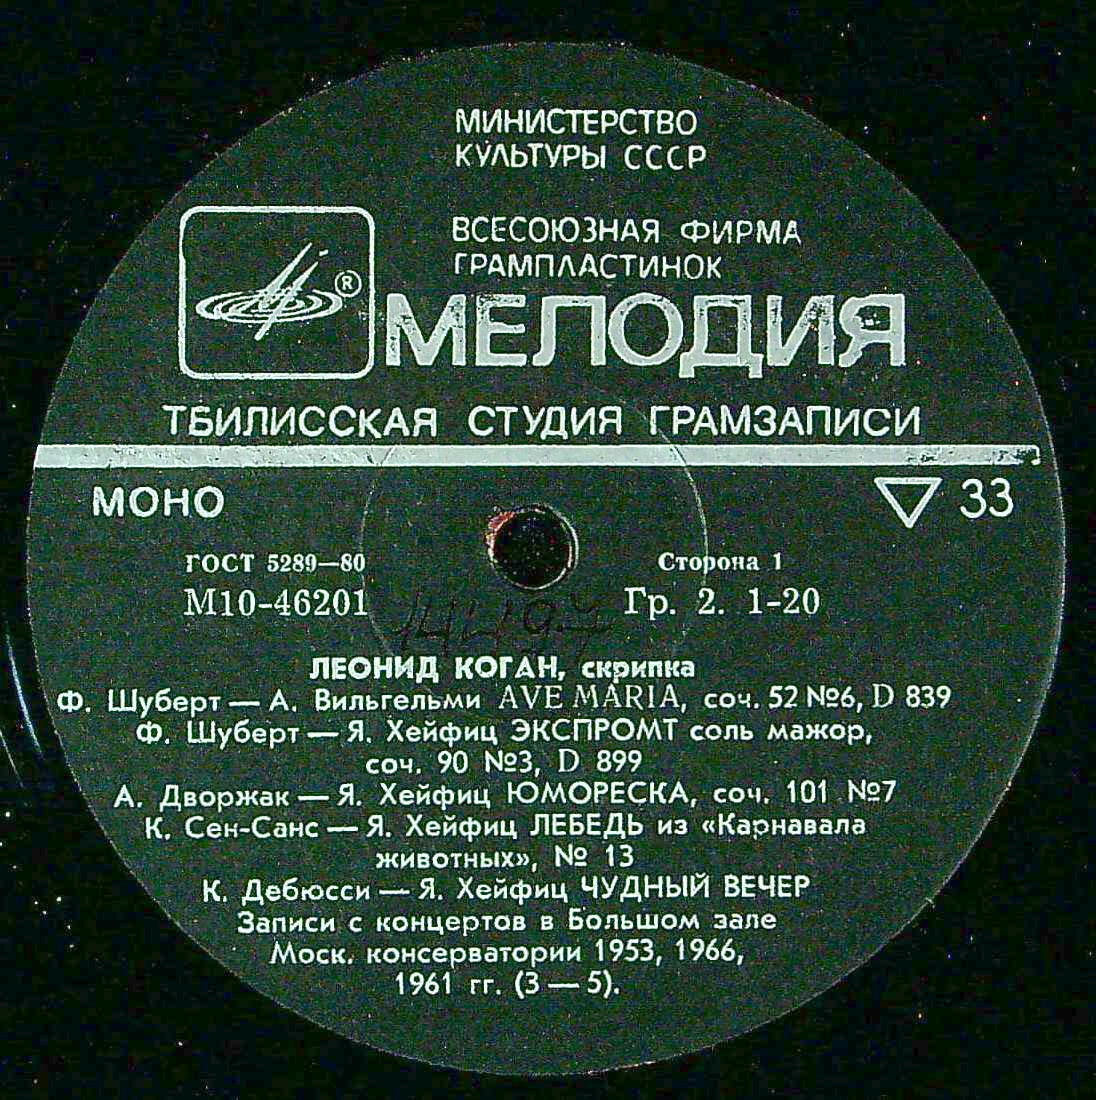 МИНИСТЕРСТВО
КУЛЬТУРЫ СССР
ВСЕСОЮЗНАЯ ФИРМА
ГРАМПЛАСТИНОК
®
МЕЛОДИЯ
ТБИЛИССКАЯ СТУДИЯ ГРАМЗАПИСИ
МОНО
33
ГОСТ 5289—80
Сторона 1
М10-46201
Гр. 2. 1-20
ЛЕОНИД КОГАН, скрипка
Ф. Шуберт — А. Вильгельми AVE MARIA, соч. 52 №6, D 839
Ф. Шуберт — Я. Хейфиц ЭКСПРОМТ соль мажор,
соч. 90 №3, D 899
А. Дворжак — Я. Хейфиц ЮМОРЕСКА, соч. 101 №7
К. Сен-Санс — Я. Хейфиц ЛЕБЕДЬ из «Карнавала
животных», № 13
К. Дебюсси — Я. Хейфиц ЧУДНЫЙ ВЕЧЕР
Записи с концертов в Большом зале
Моск. консерватории 1953, 1966,
1961 гг. (3 — 5).